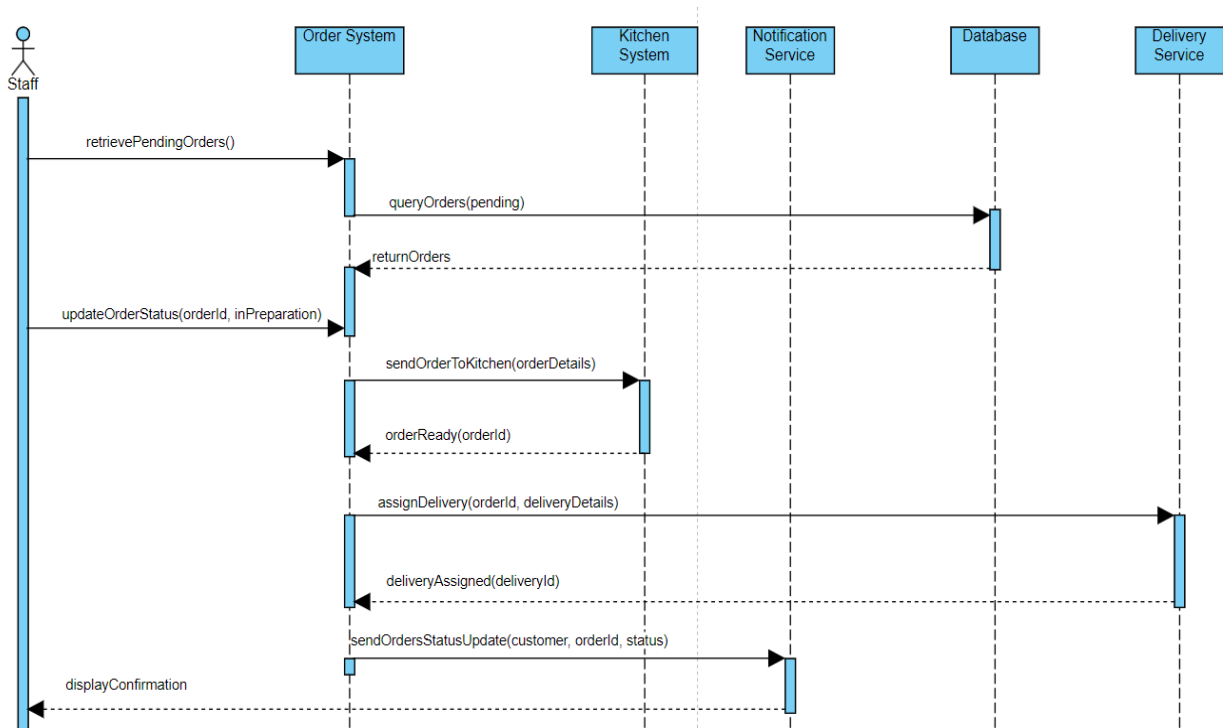 Order System
Kitchen
System
Notification
Service
Database
Delivery
Service
Staff
retrievePendingOrders()
queryOrders(pending)
returnOrders
updateOrderStatus(orderId, inPreparation)
sendOrderToKitchen(orderDetails)
orderReady(orderId)
assignDelivery(orderId, deliveryDetails)
deliveryAssigned(deliveryId)
sendOrdersStatusUpdate(customer, orderId, status)
displayConfirmation